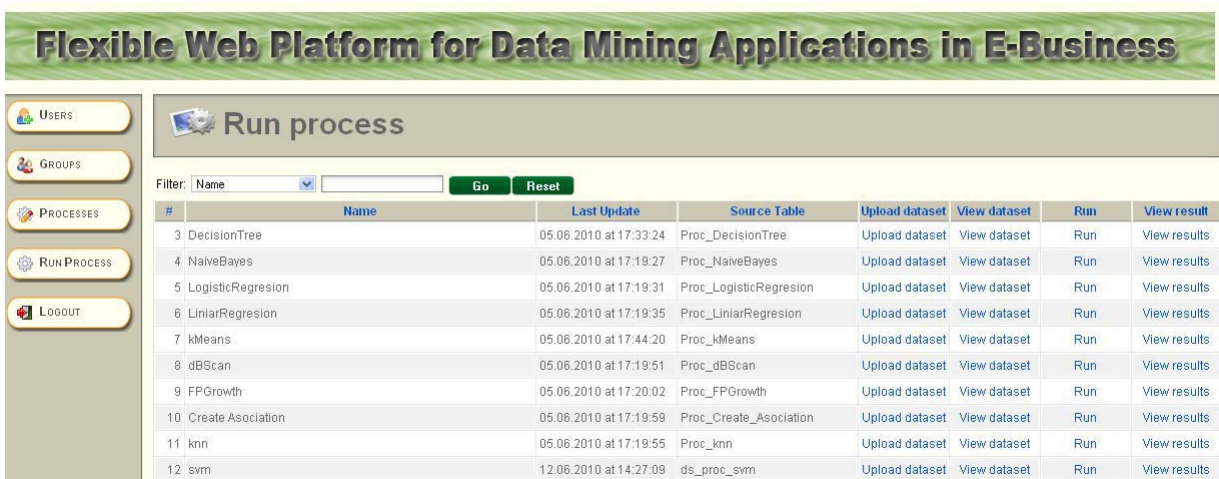 Flexible Web Platform for Data Mining Applications in E-Business
USERS
GROUPS
PROCESSES
RUN PROCESS
LOGOUT
Run process
Filter: Name Go Reset
# Name Last Update Source Table Upload dataset View dataset Run View result
3 DecisionTree 05.06.2010 at 17:33:24 Proc_DecisionTree Upload dataset View dataset Run View results
4 NaiveBayes 05.06.2010 at 17:19:27 Proc_NaiveBayes Upload dataset View dataset Run View results
5 LogisticRegresion 05.06.2010 at 17:19:31 Proc_LogisticRegresion Upload dataset View dataset Run View results
6 LiniarRegresion 05.06.2010 at 17:19:35 Proc_LiniarRegresion Upload dataset View dataset Run View results
7 kMeans 05.06.2010 at 17:44:20 Proc_kMeans Upload dataset View dataset Run View results
8 dBScan 05.06.2010 at 17:19:51 Proc_dBScan Upload dataset View dataset Run View results
9 FPGrowth 05.06.2010 at 17:20:02 Proc_FPGrowth Upload dataset View dataset Run View results
10 Create Asociation 05.06.2010 at 17:19:59 Proc_Create_Asociation Upload dataset View dataset Run View results
11 knn 05.06.2010 at 17:19:55 Proc_knn Upload dataset View dataset Run View results
12 svm 12.06.2010 at 14:27:09 ds_proc_svm Upload dataset View dataset Run View results